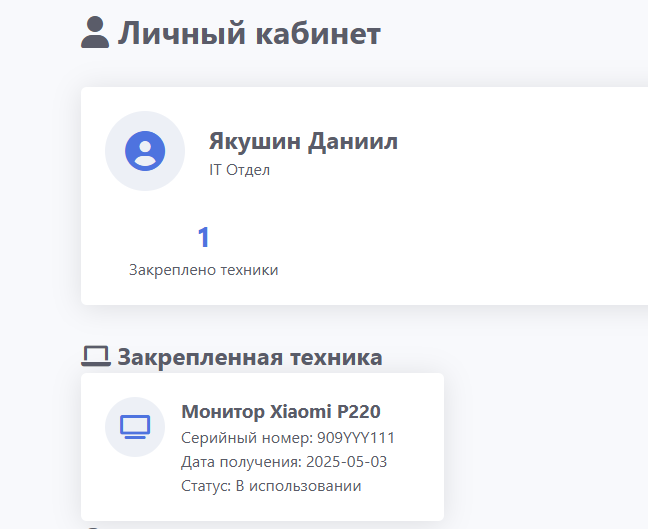 Личный кабинет
Якушин Даниил
IT Отдел
1
Закреплено техники
Закрепленная техника
Монитор Xiaomi P220
Серийный номер: 909YYY111
Дата получения: 2025-05-03
Статус: В использовании